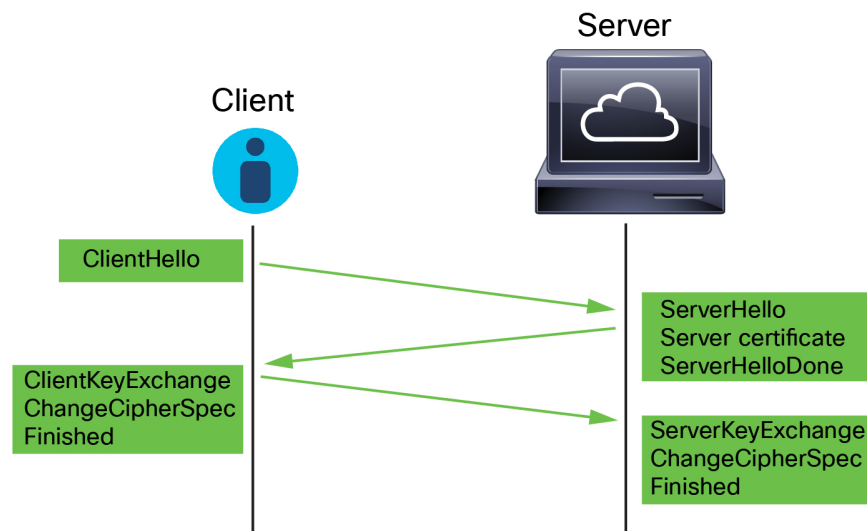 Server
Client
ClientHello
ServerHello
Server certificate
ServerHelloDone
ClientKeyExchange
ChangeCipherSpec
Finished
ServerKeyExchange
ChangeCipherSpec
Finished